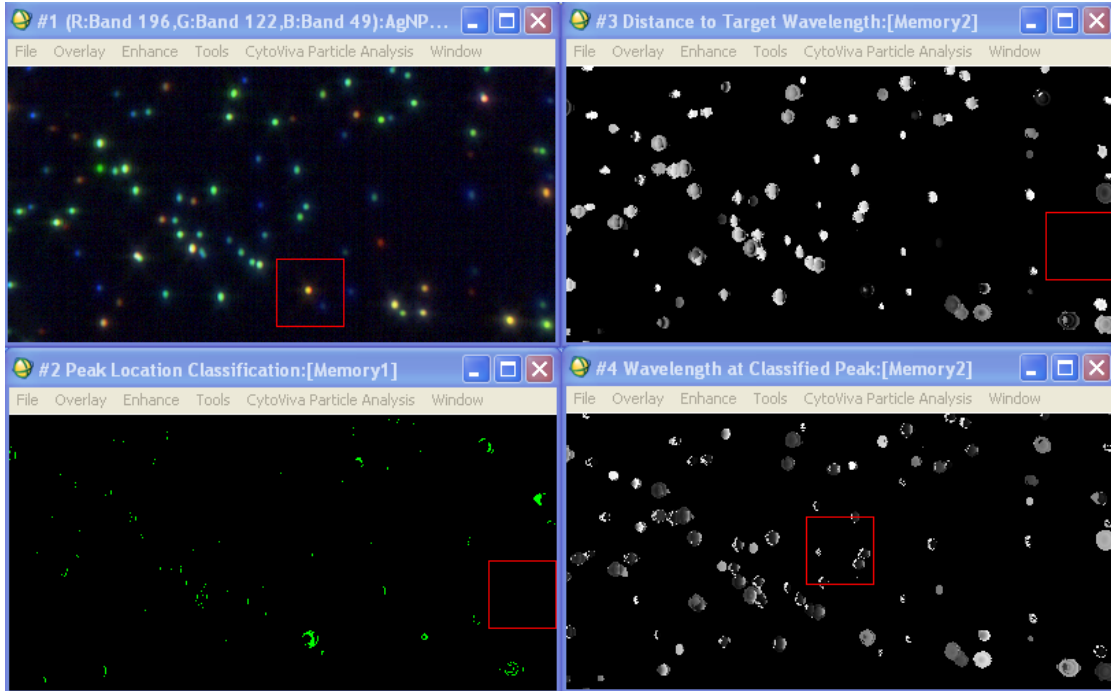 #1 (R:Band 196,G:Band 122,B:Band 49):AgNP...
File Overlay Enhance Tools CytoViva Particle Analysis Window
#3 Distance to Target Wavelength:[Memory2]
File Overlay Enhance Tools CytoViva Particle Analysis Window
#2 Peak Location Classification:[Memory1]
File Overlay Enhance Tools CytoViva Particle Analysis Window
#4 Wavelength at Classified Peak:[Memory2]
File Overlay Enhance Tools CytoViva Particle Analysis Window